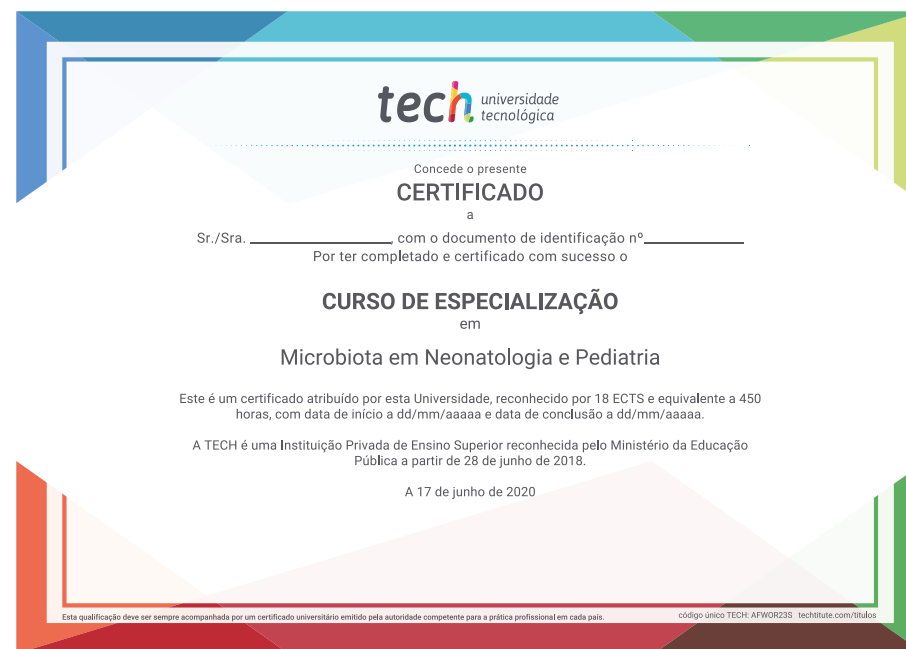 tech universidade
tecnológica
Concede o presente
CERTIFICADO
a
Sr./Sra. ____________________, com o documento de identificação nº______________
Por ter completado e certificado com sucesso o
CURSO DE ESPECIALIZAÇÃO
em
Microbiota em Neonatologia e Pediatria
Este é um certificado atribuído por esta Universidade, reconhecido por 18 ECTS e equivalente a 450
horas, com data de início a dd/mm/aaaaa e data de conclusão a dd/mm/aaaaa.
A TECH é uma Instituição Privada de Ensino Superior reconhecida pelo Ministério da Educação
Pública a partir de 28 de junho de 2018.
A 17 de junho de 2020
Esta qualificação deve ser sempre acompanhada por um certificado universitário emitido pela autoridade competente para a prática profissional em cada país.
código único TECH: AFWOR23S techtitute.com/titulos